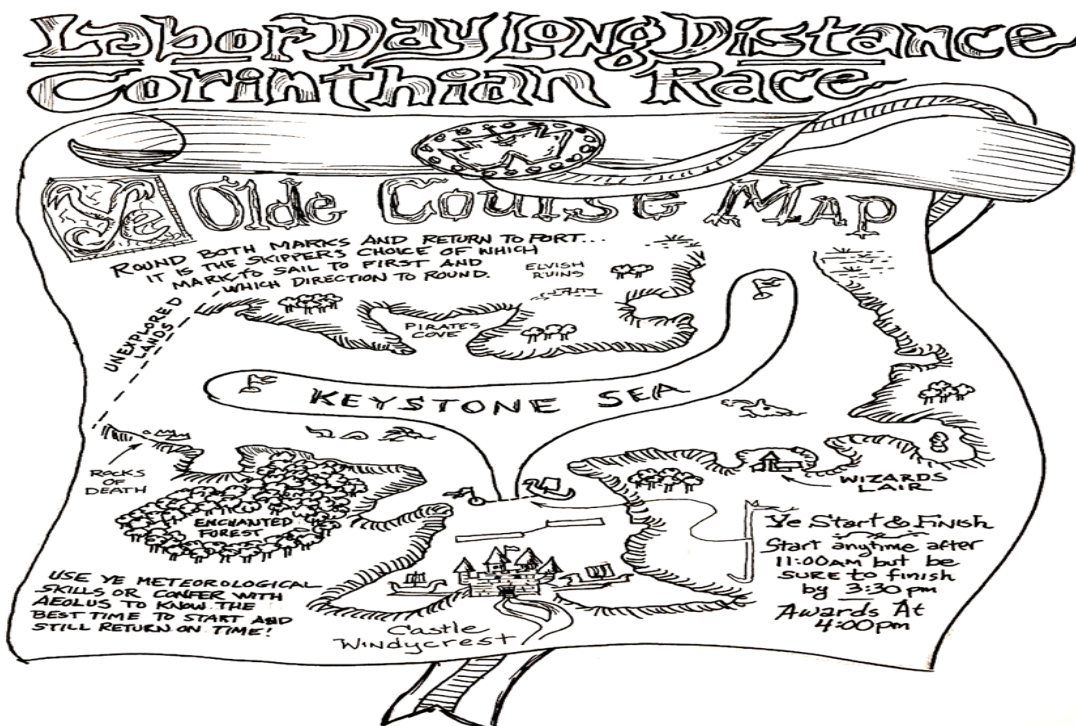 Labor Day Long Distance
Corinthian Race
Ye Olde Course Map
ROUND BOTH MARKS AND RETURN TO PORT...
IT IS THE SKIPPER'S CHOICE OF WHICH
MARK TO SAIL TO FIRST AND
WHICH DIRECTION TO ROUND.
ELVISH
RUINS
UNEXPLORED
LANDS
PIRATES
COVE
KEYSTONE SEA
ROCKS
OF DEATH
ENCHANTED
FOREST
WIZARDS
LAIR
Ye Start & Finish
Start anytime after
11:00AM but be
SURE to finish
by 3:30 pm
Awards At
4:00pm
USE YE METEOROLOGICAL
SKILLS OR CONFER WITH
AEOLUS TO KNOW THE
BEST TIME TO START AND
STILL RETURN ON TIME!
Castle
Windycrest